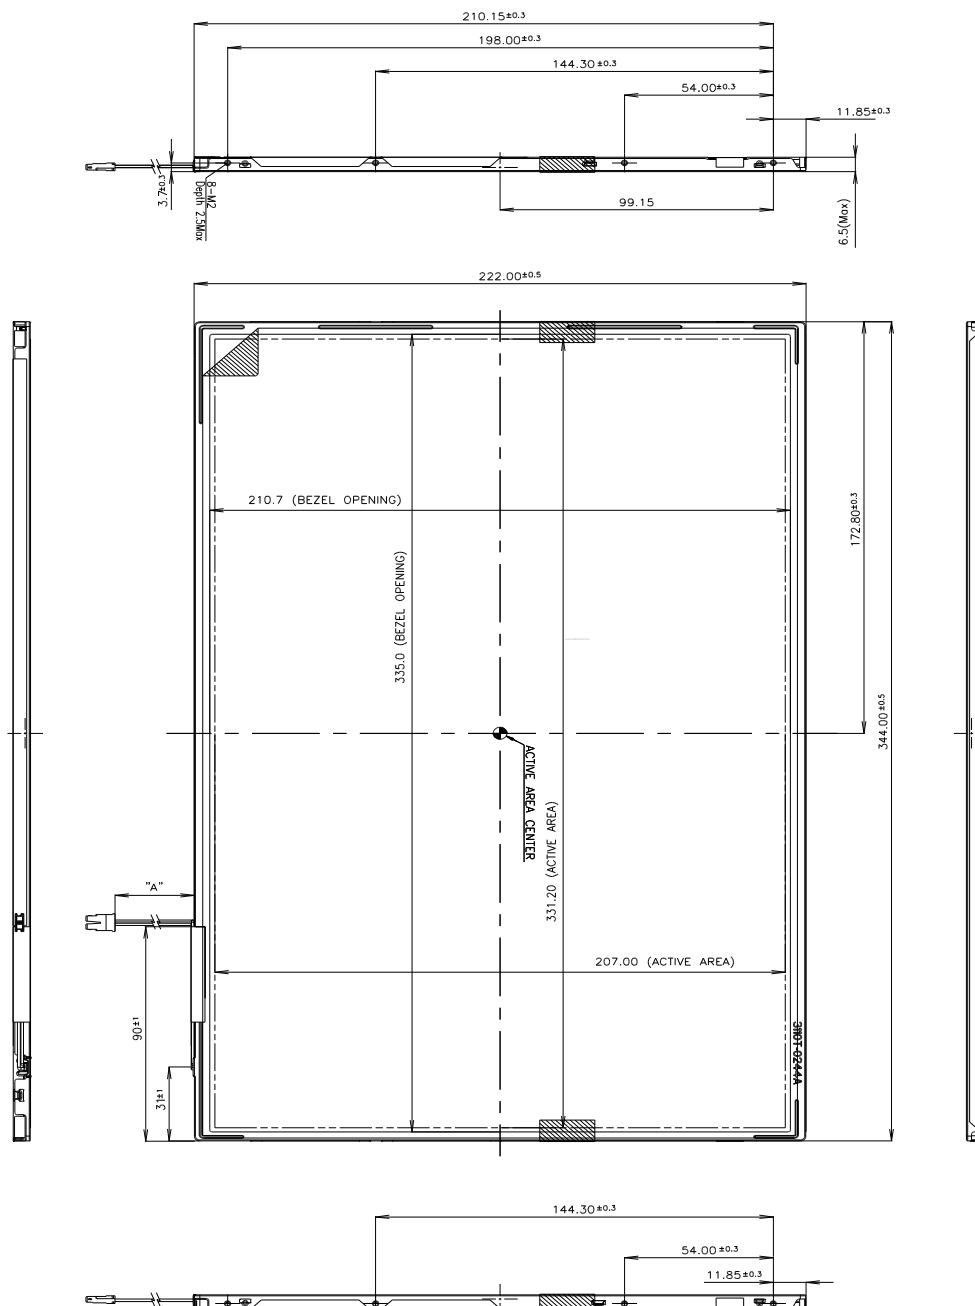 210.15±0.3
198.00±0.3
144.30±0.3
54.00±0.3
11.85±0.3
3.7±0.3
8-M2
Depth 2.5Max
99.15
6.5(Max)
222.00±0.5
210.7 (BEZEL OPENING)
335.0 (BEZEL OPENING)
172.80±0.3
344.00±0.5
ACTIVE AREA CENTER
331.20 (ACTIVE AREA)
"A"
207.00 (ACTIVE AREA)
90±1
31±1
144.30±0.3
54.00±0.3
11.85±0.3